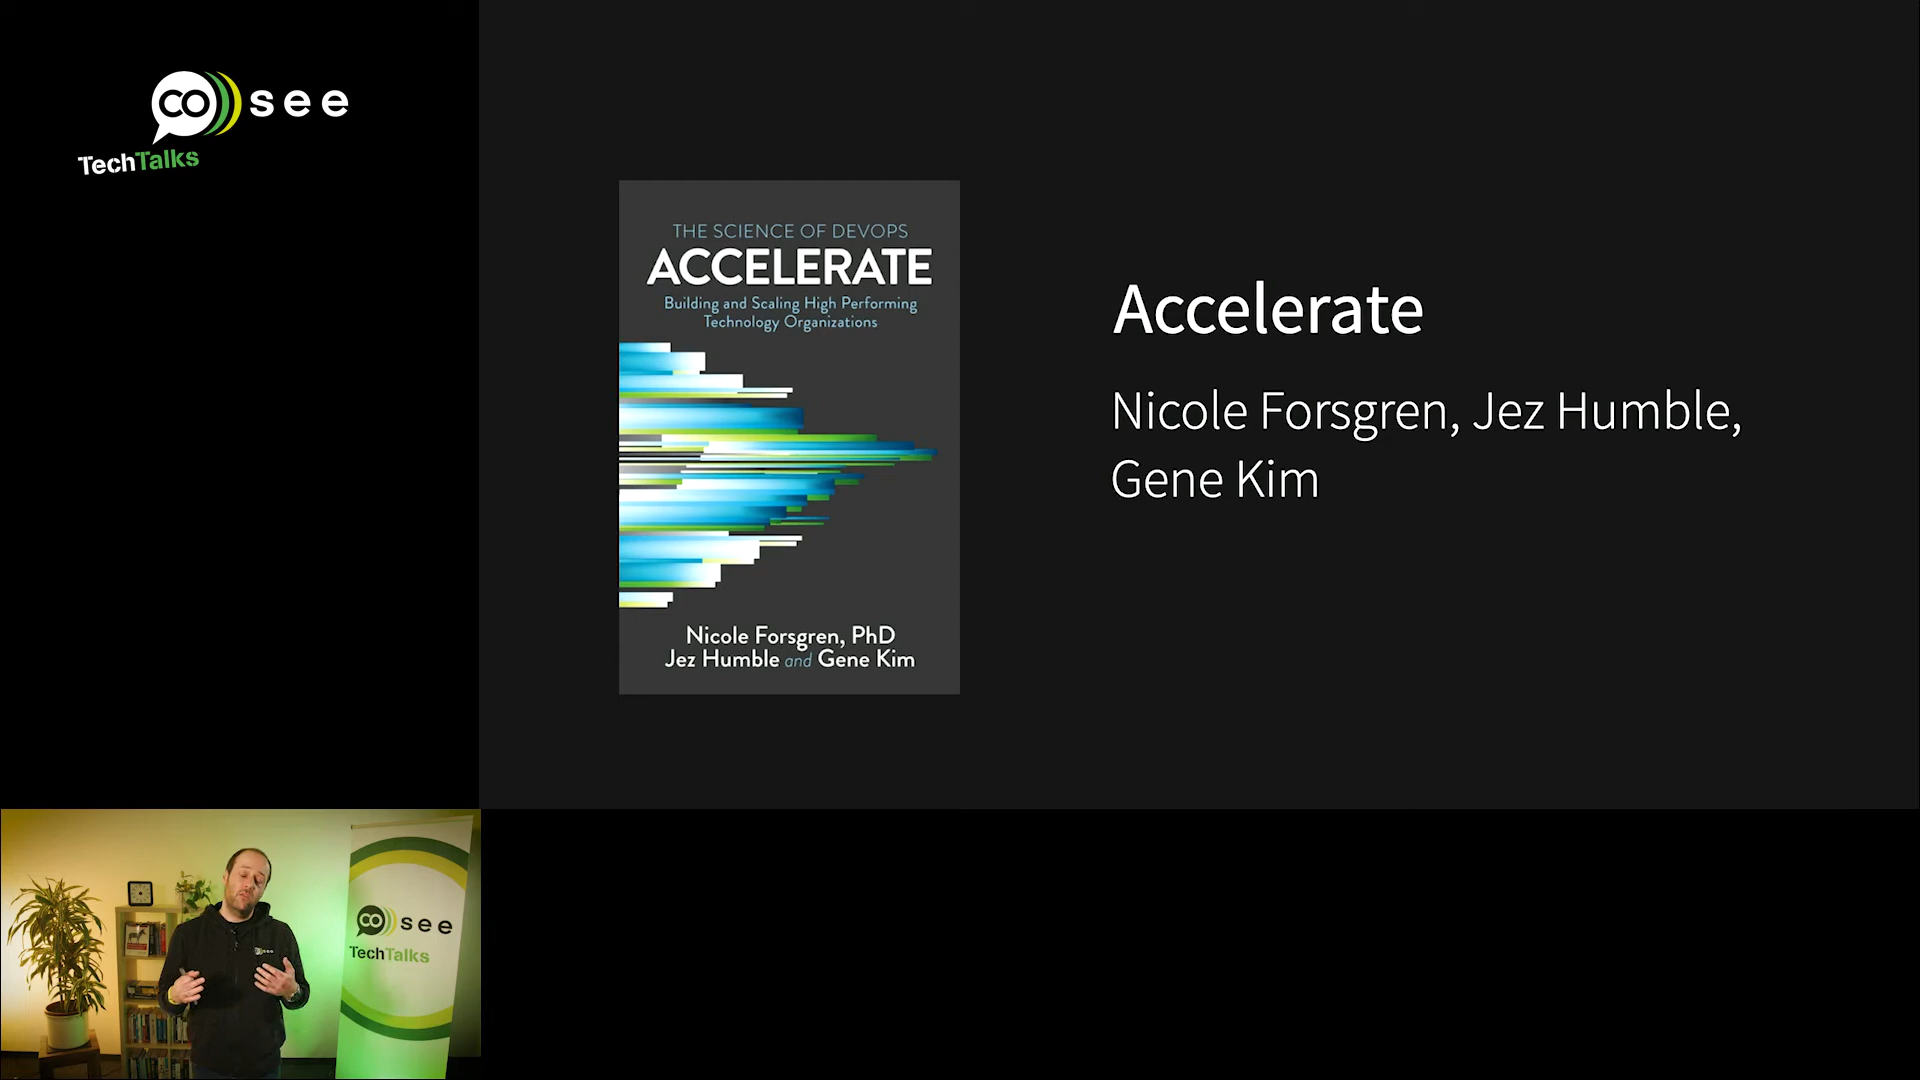 co see
TechTalks
THE SCIENCE OF DEVOPS
ACCELERATE
Building and Scaling High Performing
Technology Organizations
Nicole Forsgren, PhD
Jez Humble and Gene Kim
Accelerate
Nicole Forsgren, Jez Humble,
Gene Kim
co see
TechTalks